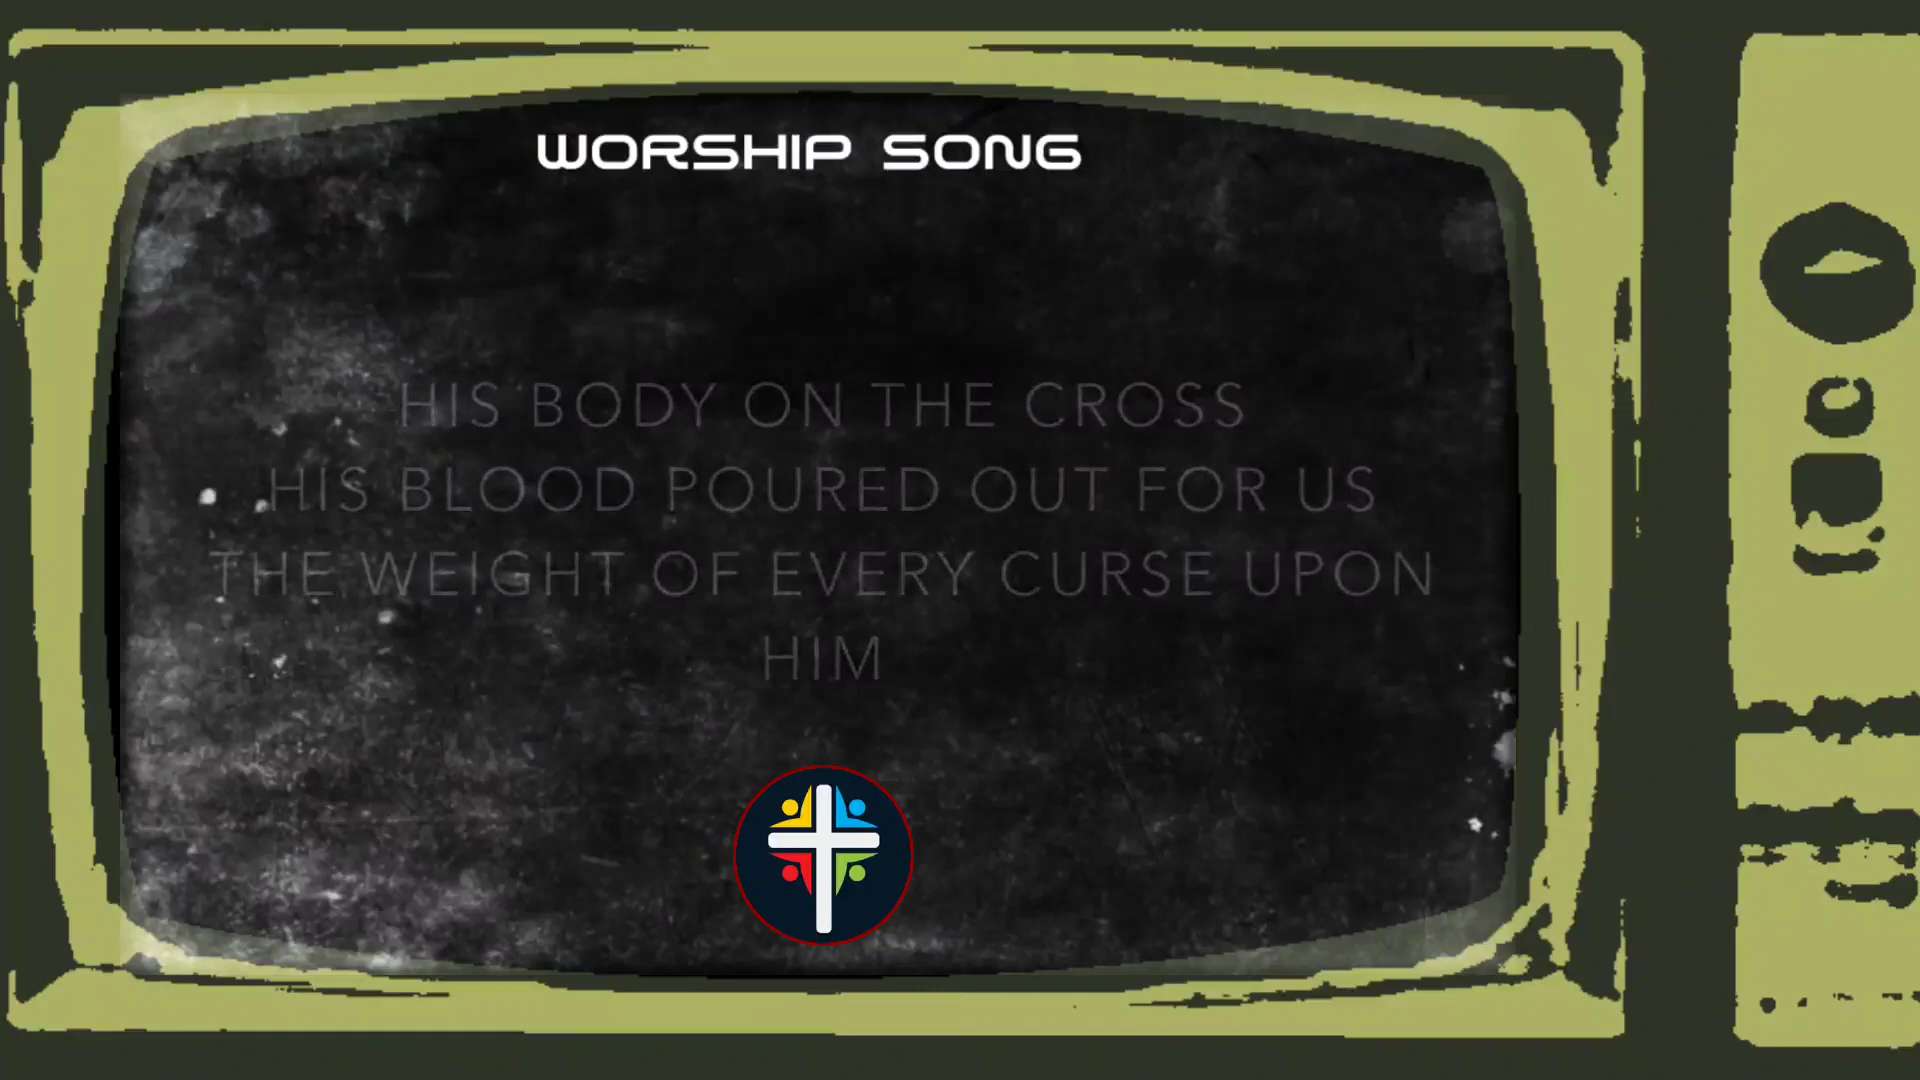 WORSHIP SONG
HIS BODY ON THE CROSS
HIS BLOOD POURED OUT FOR US
THE WEIGHT OF EVERY CURSE UPON
HIM